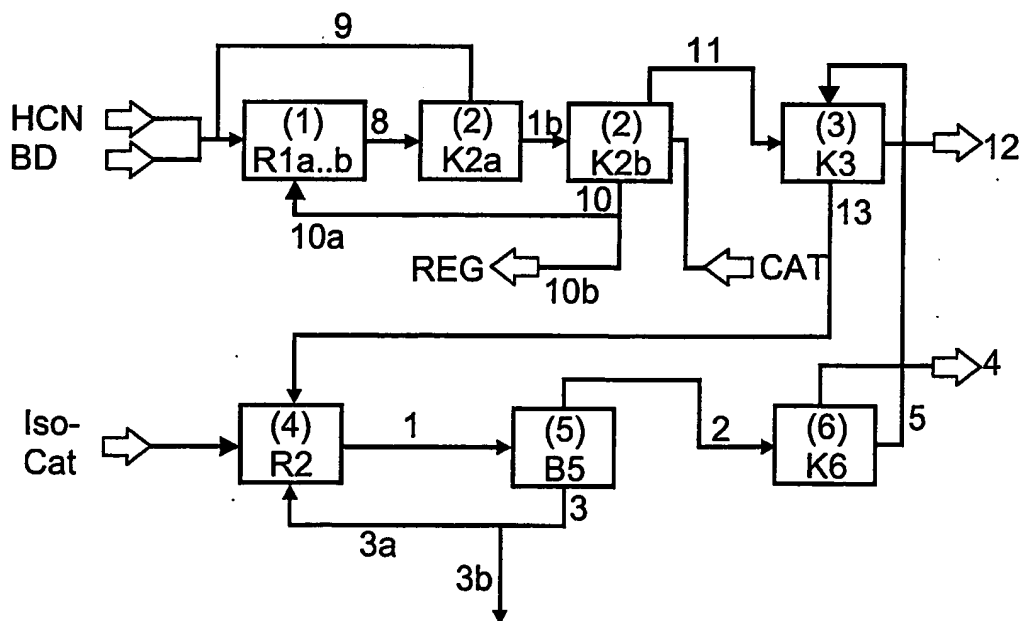 9
11
HCN
BD
(1)
R1a..b
8
(2)
K2a
1b
(2)
K2b
(3)
K3
12
10
13
10a
REG
10b
CAT
4
Iso-
Cat
(4)
R2
1
(5)
B5
2
(6)
K6
5
3
3a
3b